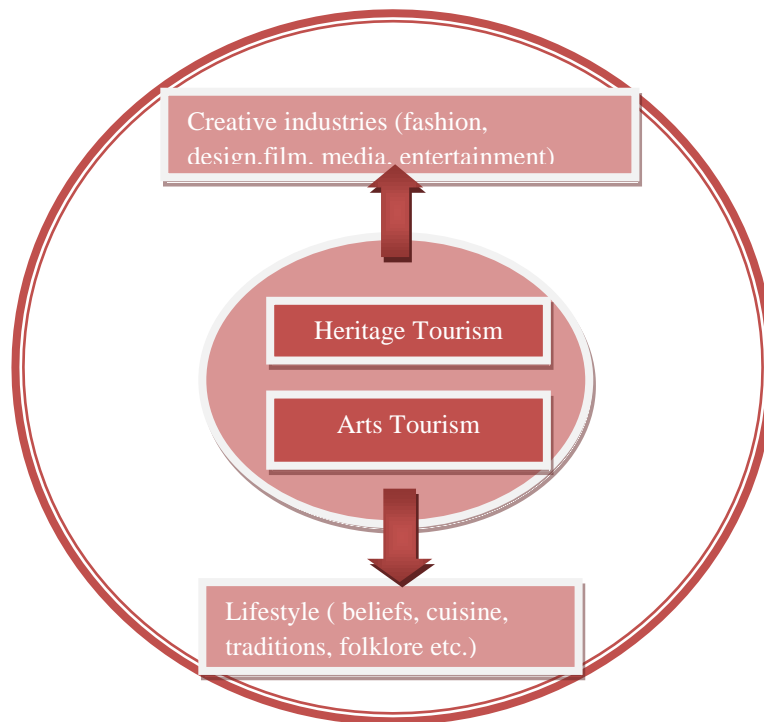 Creative industries (fashion,
design.film, media, entertainment)
Heritage Tourism
Arts Tourism
Lifestyle ( beliefs, cuisine,
traditions, folklore etc.)